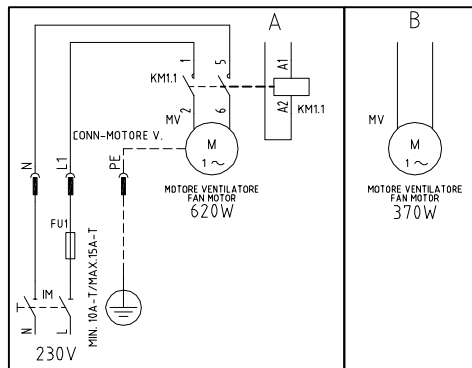 A
B
1
5
KM1.1
A1
A2
KM1.1
2
6
MV
CONN-MOTORE V.
M
1 ~
MOTORE VENTILATORE
FAN MOTOR
620W
MV
M
1 ~
MOTORE VENTILATORE
FAN MOTOR
370W
N
L1
PE
FU1
MIN. 10A-T/MAX.15A-T
IM
N
L
230V